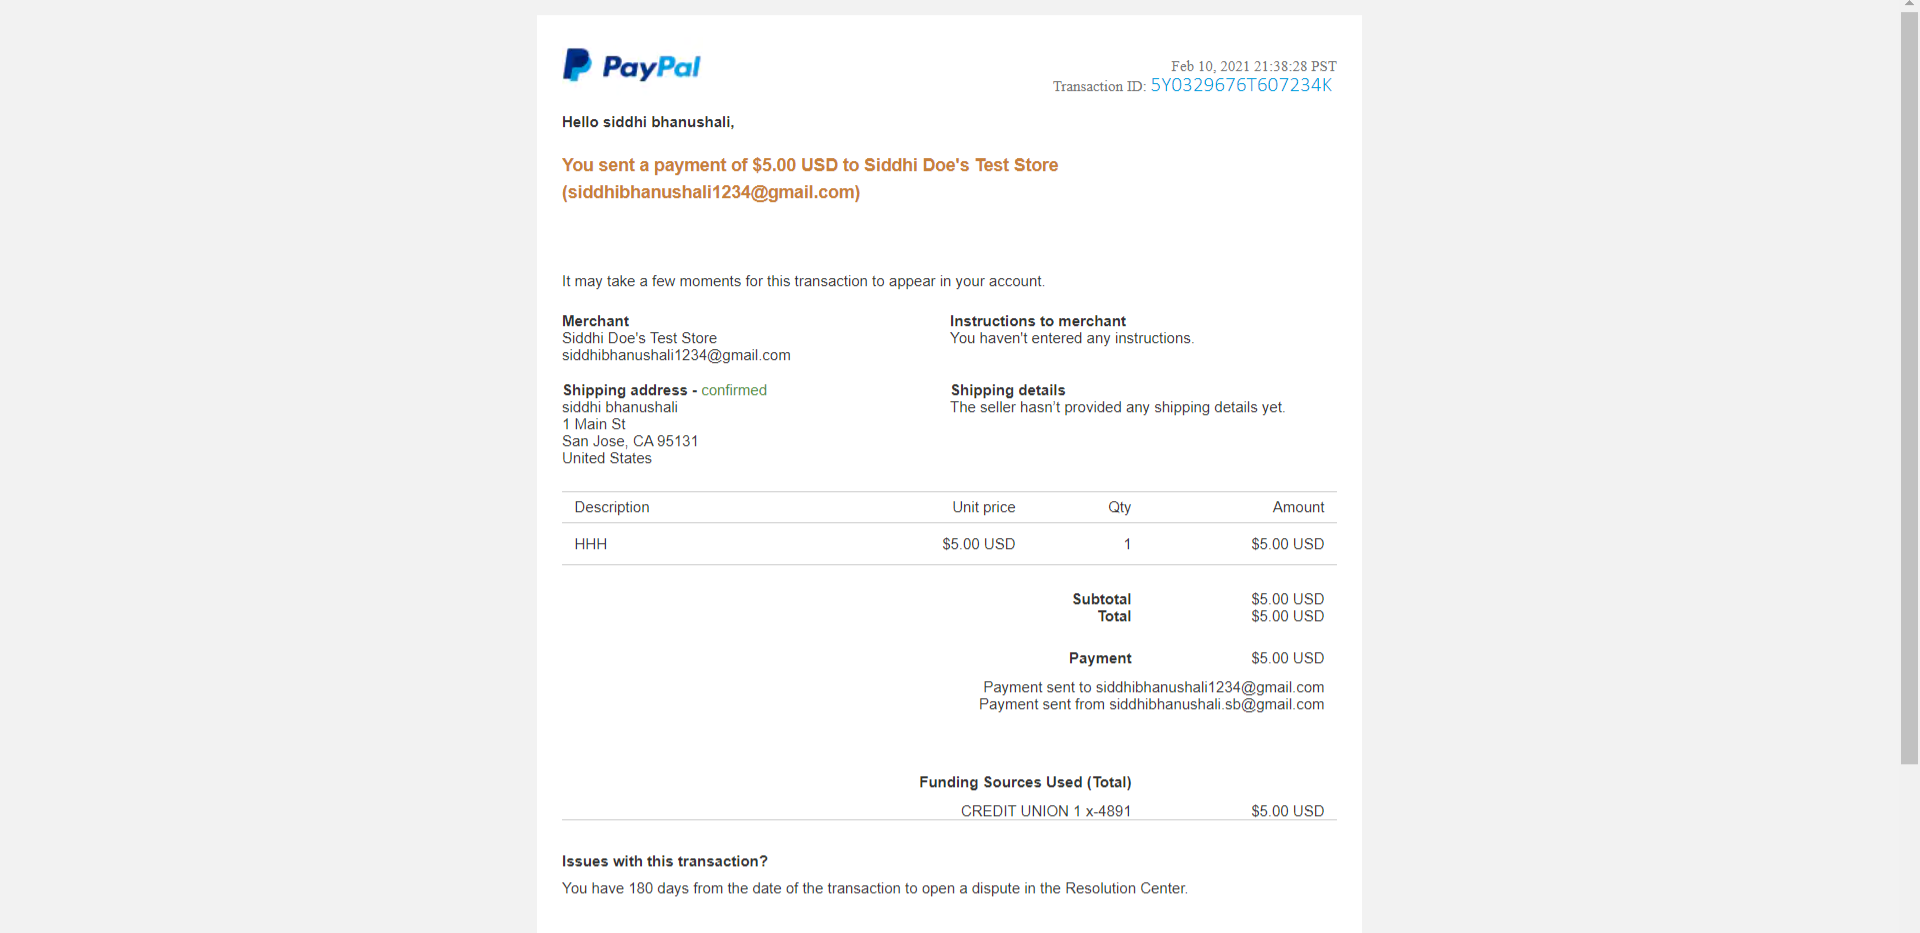 PayPal
Feb 10, 2021 21:38:28 PST
Transaction ID: 5Y0329676T607234K
Hello siddhi bhanushali,
You sent a payment of $5.00 USD to Siddhi Doe's Test Store
(siddhibhanushali1234@gmail.com)
It may take a few moments for this transaction to appear in your account.
Merchant
Siddhi Doe's Test Store
siddhibhanushali1234@gmail.com
Instructions to merchant
You haven't entered any instructions.
Shipping address - confirmed
siddhi bhanushali
1 Main St
San Jose, CA 95131
United States
Shipping details
The seller hasn’t provided any shipping details yet.
Description Unit price Qty Amount
HHH $5.00 USD 1 $5.00 USD
Subtotal $5.00 USD
Total $5.00 USD
Payment $5.00 USD
Payment sent to siddhibhanushali1234@gmail.com
Payment sent from siddhibhanushali.sb@gmail.com
Funding Sources Used (Total)
CREDIT UNION 1 x-4891 $5.00 USD
Issues with this transaction?
You have 180 days from the date of the transaction to open a dispute in the Resolution Center.